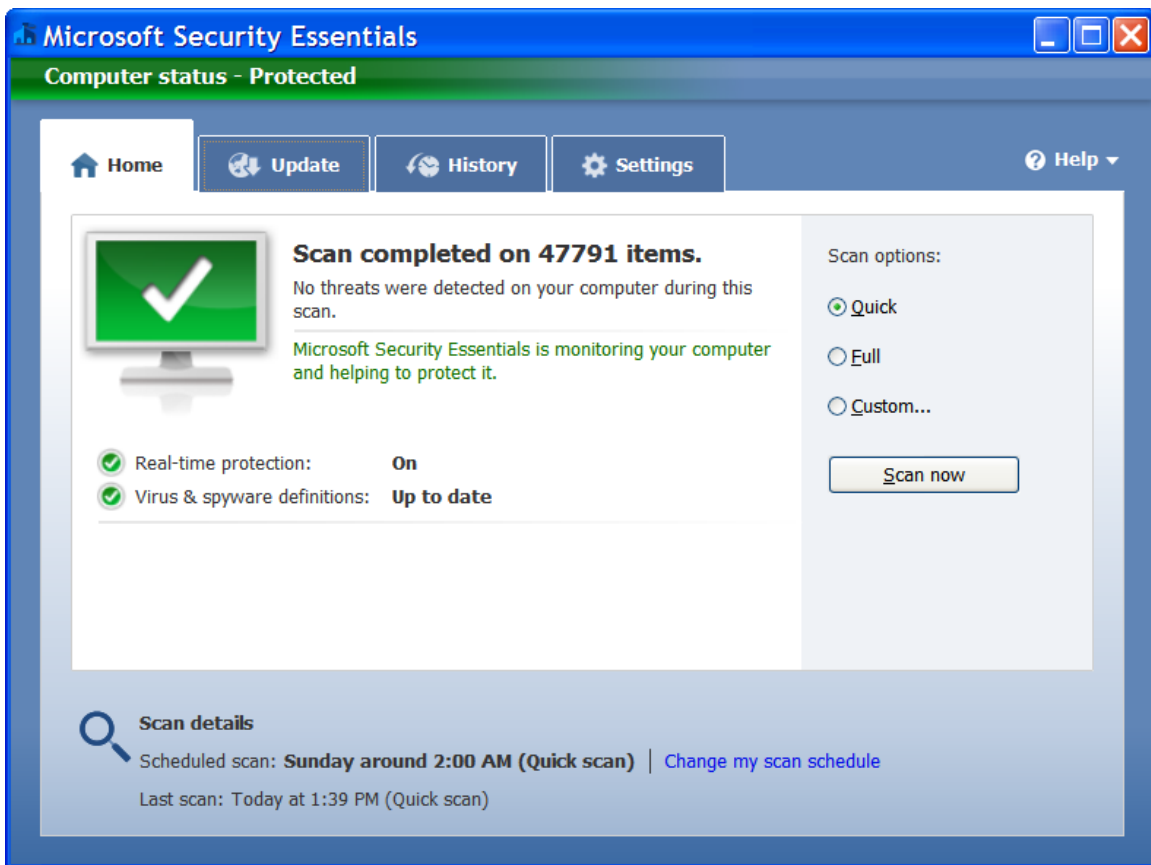 Microsoft Security Essentials
Computer status - Protected
Home
Update
History
Settings
Help
Scan completed on 47791 items.
No threats were detected on your computer during this
scan.
Microsoft Security Essentials is monitoring your computer
and helping to protect it.
Real-time protection: On
Virus & spyware definitions: Up to date
Scan options:
Quick
Full
Custom...
Scan now
Scan details
Scheduled scan: Sunday around 2:00 AM (Quick scan) | Change my scan schedule
Last scan: Today at 1:39 PM (Quick scan)